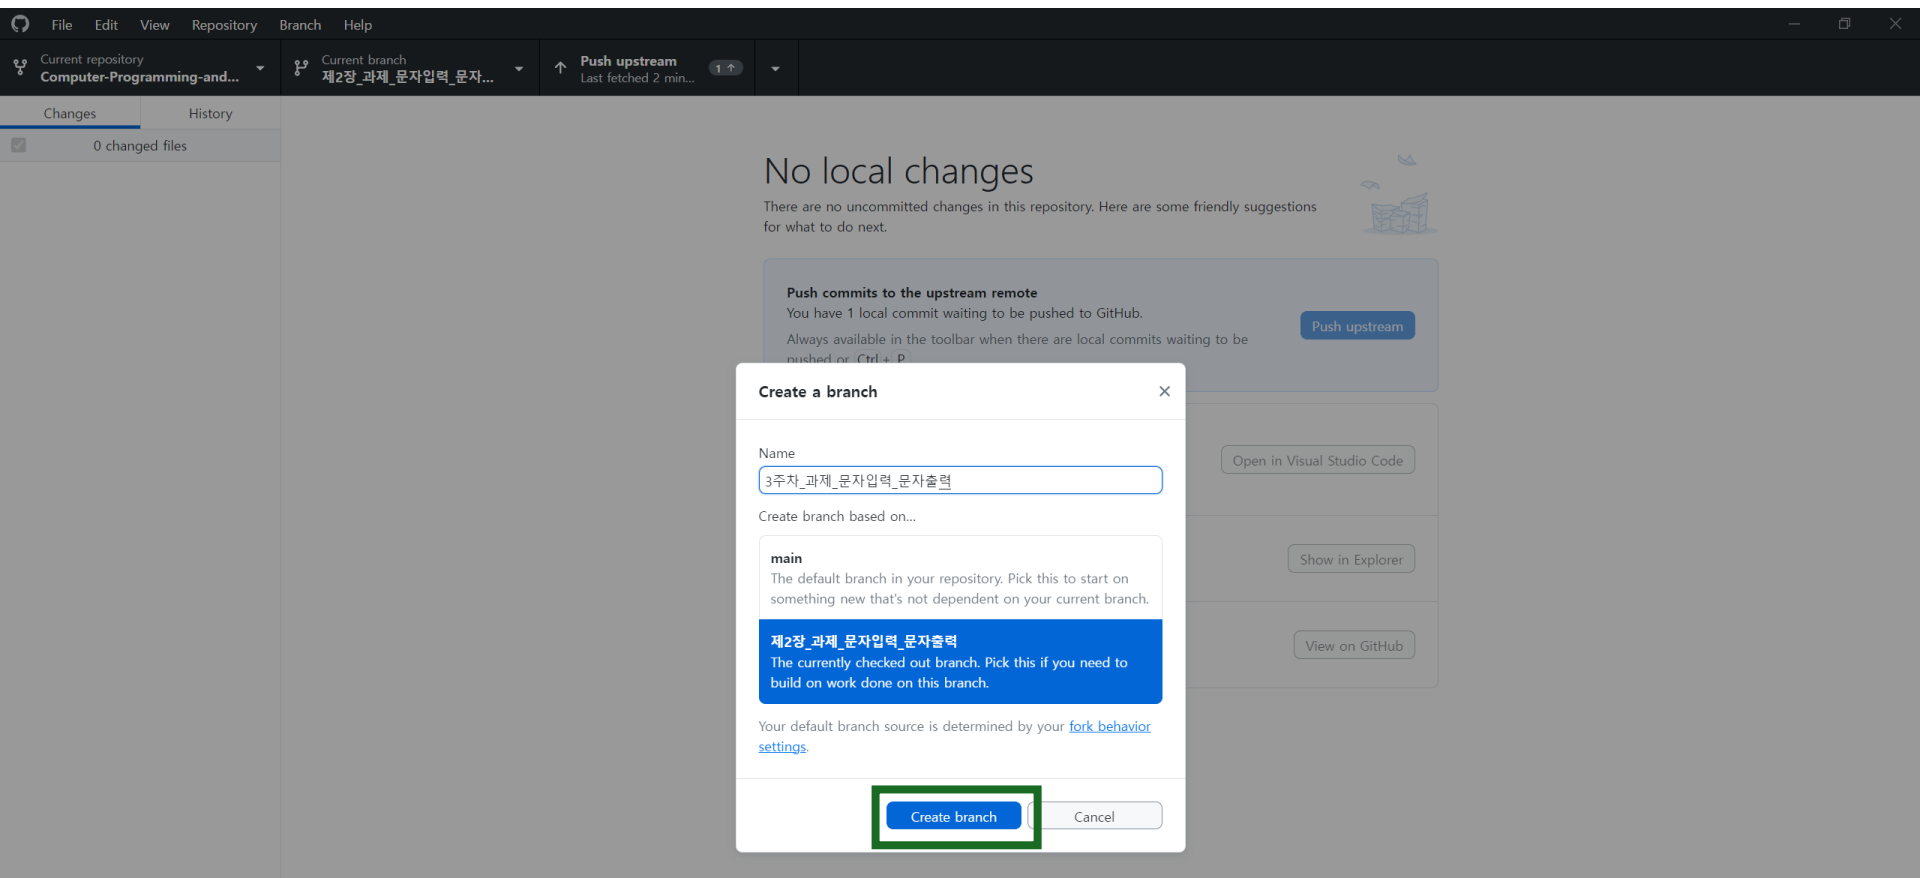 File Edit View Repository Branch Help
Current repository
Computer-Programming-and...
Current branch
제2장_과제_문자입력_문자...
Push upstream
Last fetched 2 min...
1
Changes History
0 changed files
No local changes
There are no uncommitted changes in this repository. Here are some friendly suggestions
for what to do next.
Push commits to the upstream remote
You have 1 local commit waiting to be pushed to GitHub.
Always available in the toolbar when there are local commits waiting to be
pushed or Ctrl + P
Push upstream
Create a branch
Name
3주차_과제_문자입력_문자출력
Create branch based on...
main
The default branch in your repository. Pick this to start on
something new that's not dependent on your current branch.
제2장_과제_문자입력_문자출력
The currently checked out branch. Pick this if you need to
build on work done on this branch.
Your default branch source is determined by your fork behavior
settings.
Create branch Cancel
Open in Visual Studio Code
Show in Explorer
View on GitHub